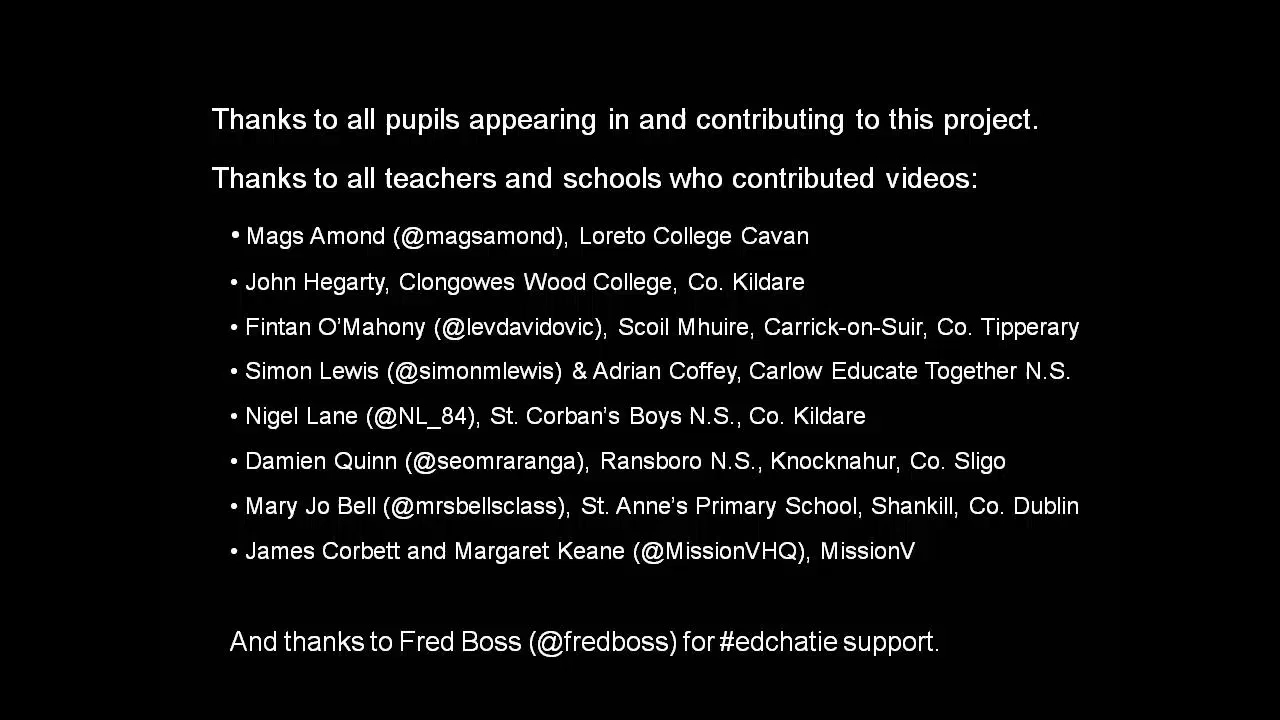 Thanks to all pupils appearing in and contributing to this project.
Thanks to all teachers and schools who contributed videos:
• Mags Amond (@magsamond), Loreto College Cavan
• John Hegarty, Clongowes Wood College, Co. Kildare
• Fintan O’Mahony (@levdavidovic), Scoil Mhuire, Carrick-on-Suir, Co. Tipperary
• Simon Lewis (@simonmlewis) & Adrian Coffey, Carlow Educate Together N.S.
• Nigel Lane (@NL_84), St. Corban’s Boys N.S., Co. Kildare
• Damien Quinn (@seomraranga), Ransboro N.S., Knocknahur, Co. Sligo
• Mary Jo Bell (@mrsbellsclass), St. Anne’s Primary School, Shankill, Co. Dublin
• James Corbett and Margaret Keane (@MissionVHQ), MissionV
And thanks to Fred Boss (@fredboss) for #edchatie support.